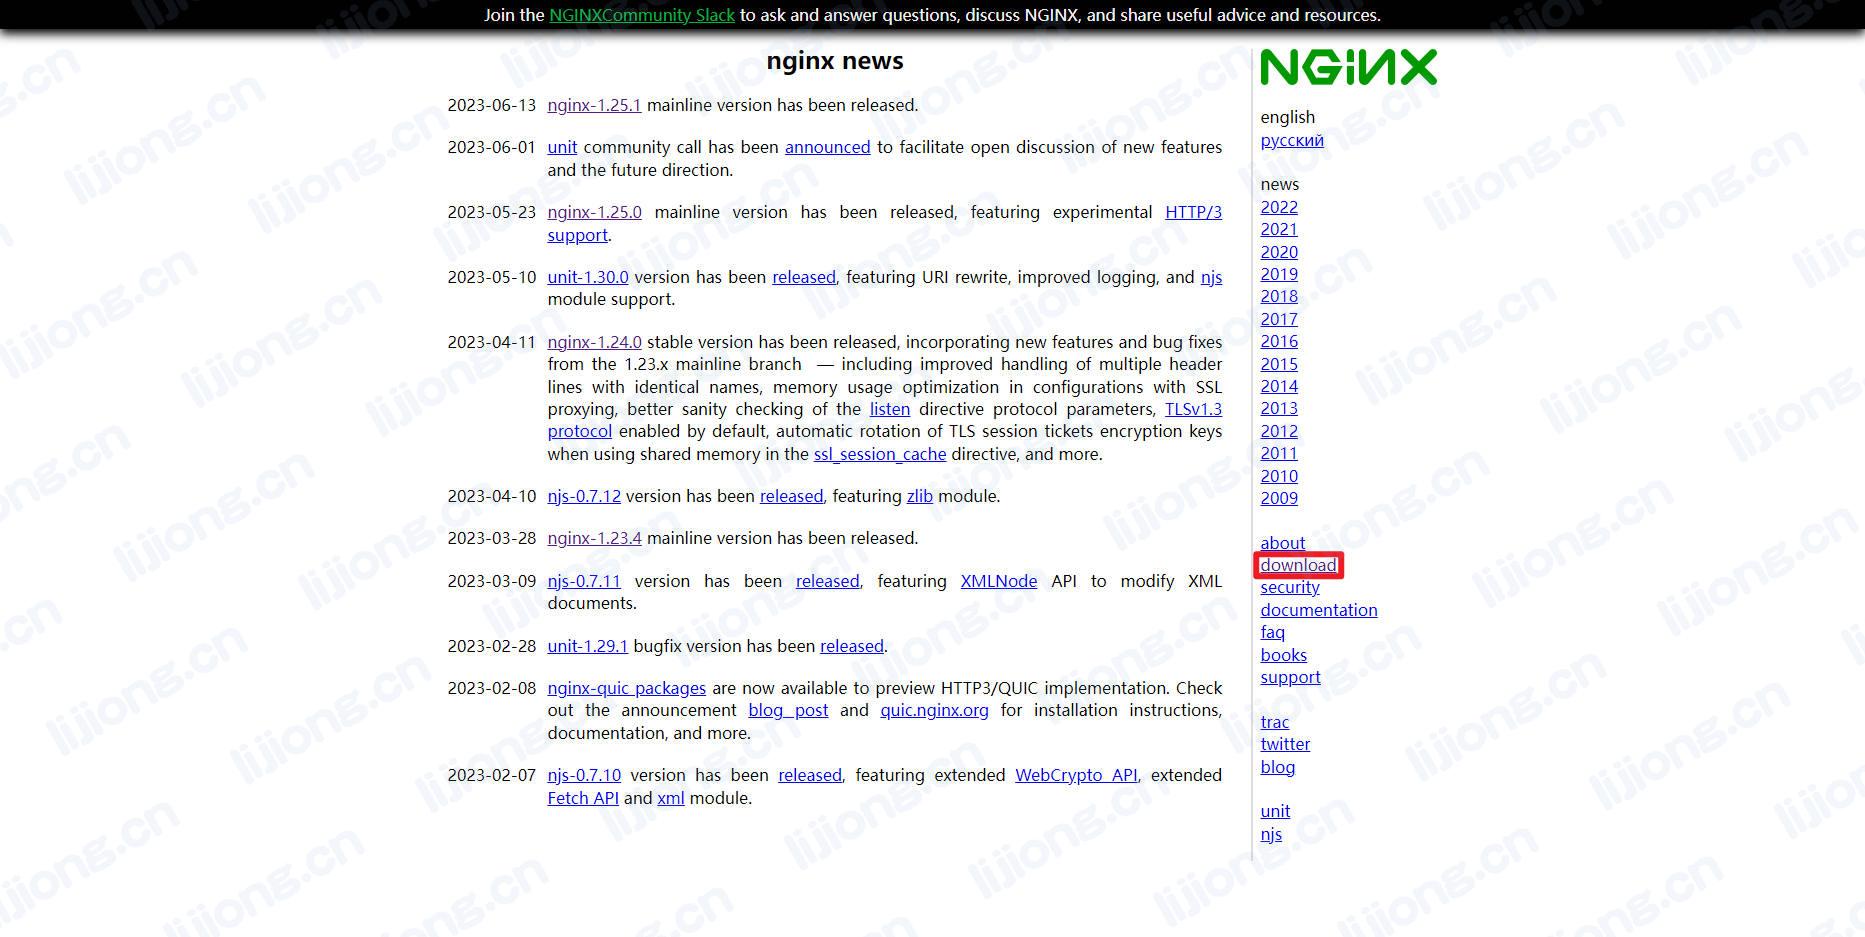 Join the NGINXCommunity Slack to ask and answer questions, discuss NGINX, and share useful advice and resources.
nginx news
2023-06-13 nginx-1.25.1 mainline version has been released.
2023-06-01 unit community call has been announced to facilitate open discussion of new features
and the future direction.
2023-05-23 nginx-1.25.0 mainline version has been released, featuring experimental HTTP/3
support.
2023-05-10 unit-1.30.0 version has been released, featuring URI rewrite, improved logging, and njs
module support.
2023-04-11 nginx-1.24.0 stable version has been released, incorporating new features and bug fixes
from the 1.23.x mainline branch — including improved handling of multiple header
lines with identical names, memory usage optimization in configurations with SSL
proxying, better sanity checking of the listen directive protocol parameters, TLSv1.3
protocol enabled by default, automatic rotation of TLS session tickets encryption keys
when using shared memory in the ssl_session_cache directive, and more.
2023-04-10 njs-0.7.12 version has been released, featuring zlib module.
2023-03-28 nginx-1.23.4 mainline version has been released.
2023-03-09 njs-0.7.11 version has been released, featuring XMLNode API to modify XML
documents.
2023-02-28 unit-1.29.1 bugfix version has been released.
2023-02-08 nginx-quic packages are now available to preview HTTP3/QUIC implementation. Check
out the announcement blog post and quic.nginx.org for installation instructions,
documentation, and more.
2023-02-07 njs-0.7.10 version has been released, featuring extended WebCrypto API, extended
Fetch API and xml module.
NGINX
english
русский
news
2022
2021
2020
2019
2018
2017
2016
2015
2014
2013
2012
2011
2010
2009
about
download
security
documentation
faq
books
support
trac
twitter
blog
unit
njs
lijiong.cn